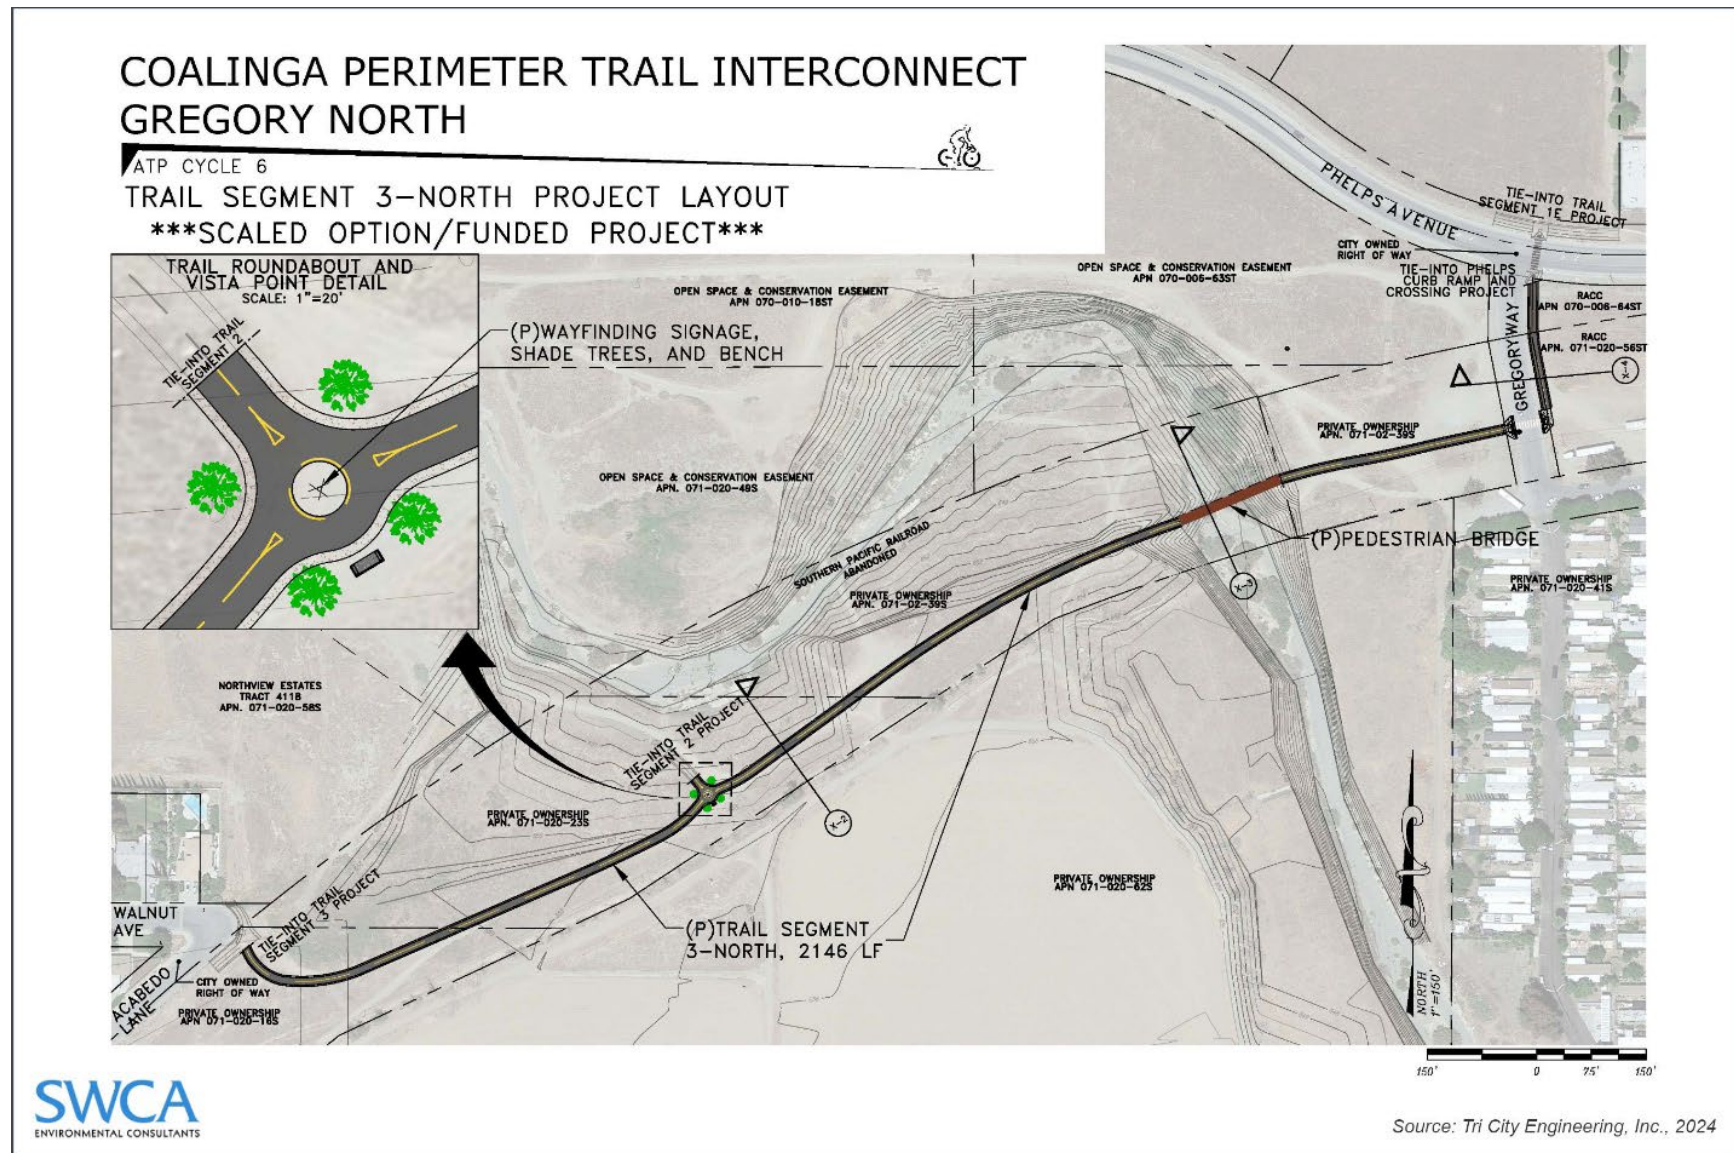 COALINGA PERIMETER TRAIL INTERCONNECT
GREGORY NORTH
ATP CYCLE 6
TRAIL SEGMENT 3-NORTH PROJECT LAYOUT
***SCALED OPTION/FUNDED PROJECT***
TRAIL ROUNDABOUT AND
VISTA POINT DETAIL
SCALE: 1"=20'
TIE-INTO TRAIL
SEGMENT 2
(P)WAYFINDING SIGNAGE,
SHADE TREES, AND BENCH
OPEN SPACE & CONSERVATION EASEMENT
APN 070-010-18ST
OPEN SPACE & CONSERVATION EASEMENT
APN 070-006-63ST
PHELPS AVENUE
TIE-INTO TRAIL
SEGMENT 1E PROJECT
CITY OWNED
RIGHT OF WAY
TIE-INTO PHELPS
CURB RAMP AND
CROSSING PROJECT
RACC
APN 070-006-64ST
RACC
APN. 071-020-56ST
GREGORY WAY
X-4
PRIVATE OWNERSHIP
APN. 071-02-39S
OPEN SPACE & CONSERVATION EASEMENT
APN. 071-020-49S
SOUTHERN PACIFIC RAILROAD
ABANDONED
PRIVATE OWNERSHIP
APN. 071-02-39S
(P)PEDESTRIAN BRIDGE
X-3
PRIVATE OWNERSHIP
APN. 071-020-41S
NORTHVIEW ESTATES
TRACT 4118
APN. 071-020-58S
TIE-INTO TRAIL
SEGMENT 2 PROJECT
X-2
PRIVATE OWNERSHIP
APN. 071-020-23S
PRIVATE OWNERSHIP
APN 071-020-62S
TIE-INTO TRAIL
SEGMENT 3 PROJECT
WALNUT
AVE
(P)TRAIL SEGMENT
3-NORTH, 2146 LF
ACABEDO
LANE
CITY OWNED
RIGHT OF WAY
PRIVATE OWNERSHIP
APN 071-020-16S
NORTH
1"=150'
150' 0 75' 150'
SWCA
ENVIRONMENTAL CONSULTANTS
Source: Tri City Engineering, Inc., 2024